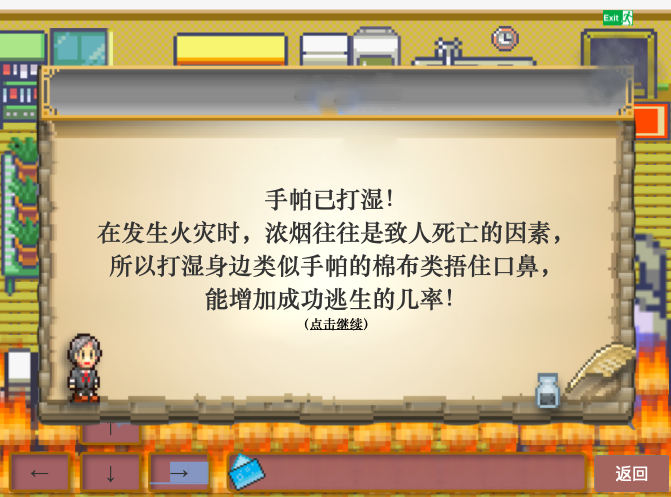 Exit
手帕已打湿！
在发生火灾时，浓烟往往是致人死亡的因素，
所以打湿身边类似手帕的棉布类捂住口鼻，
能增加成功逃生的几率！
(点击继续)
↑
← ↓ → 返回